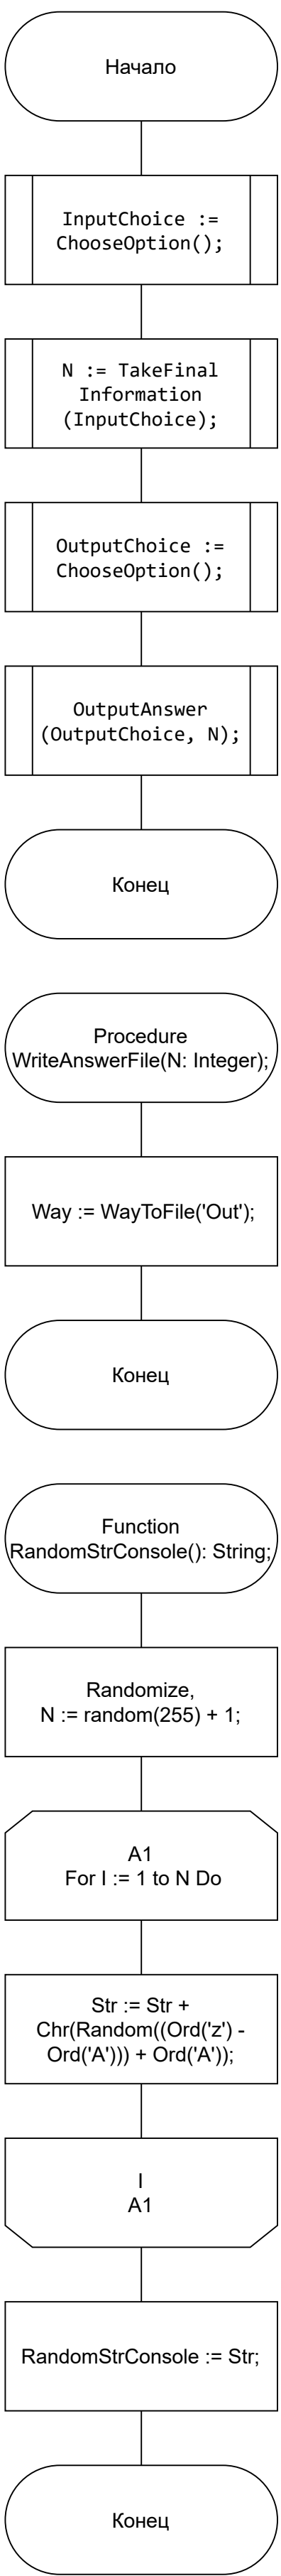 Начало
InputChoice :=
ChooseOption();
N := TakeFinal
Information
(InputChoice);
OutputChoice :=
ChooseOption();
OutputAnswer
(OutputChoice, N);
Конец
Procedure
WriteAnswerFile(N: Integer);
Way := WayToFile('Out');
Конец
Function
RandomStrConsole(): String;
Randomize,
N := random(255) + 1;
A1
For I := 1 to N Do
Str := Str +
Chr(Random((Ord('z') -
Ord('A'))) + Ord('A'));
I
A1
RandomStrConsole := Str;
Конец